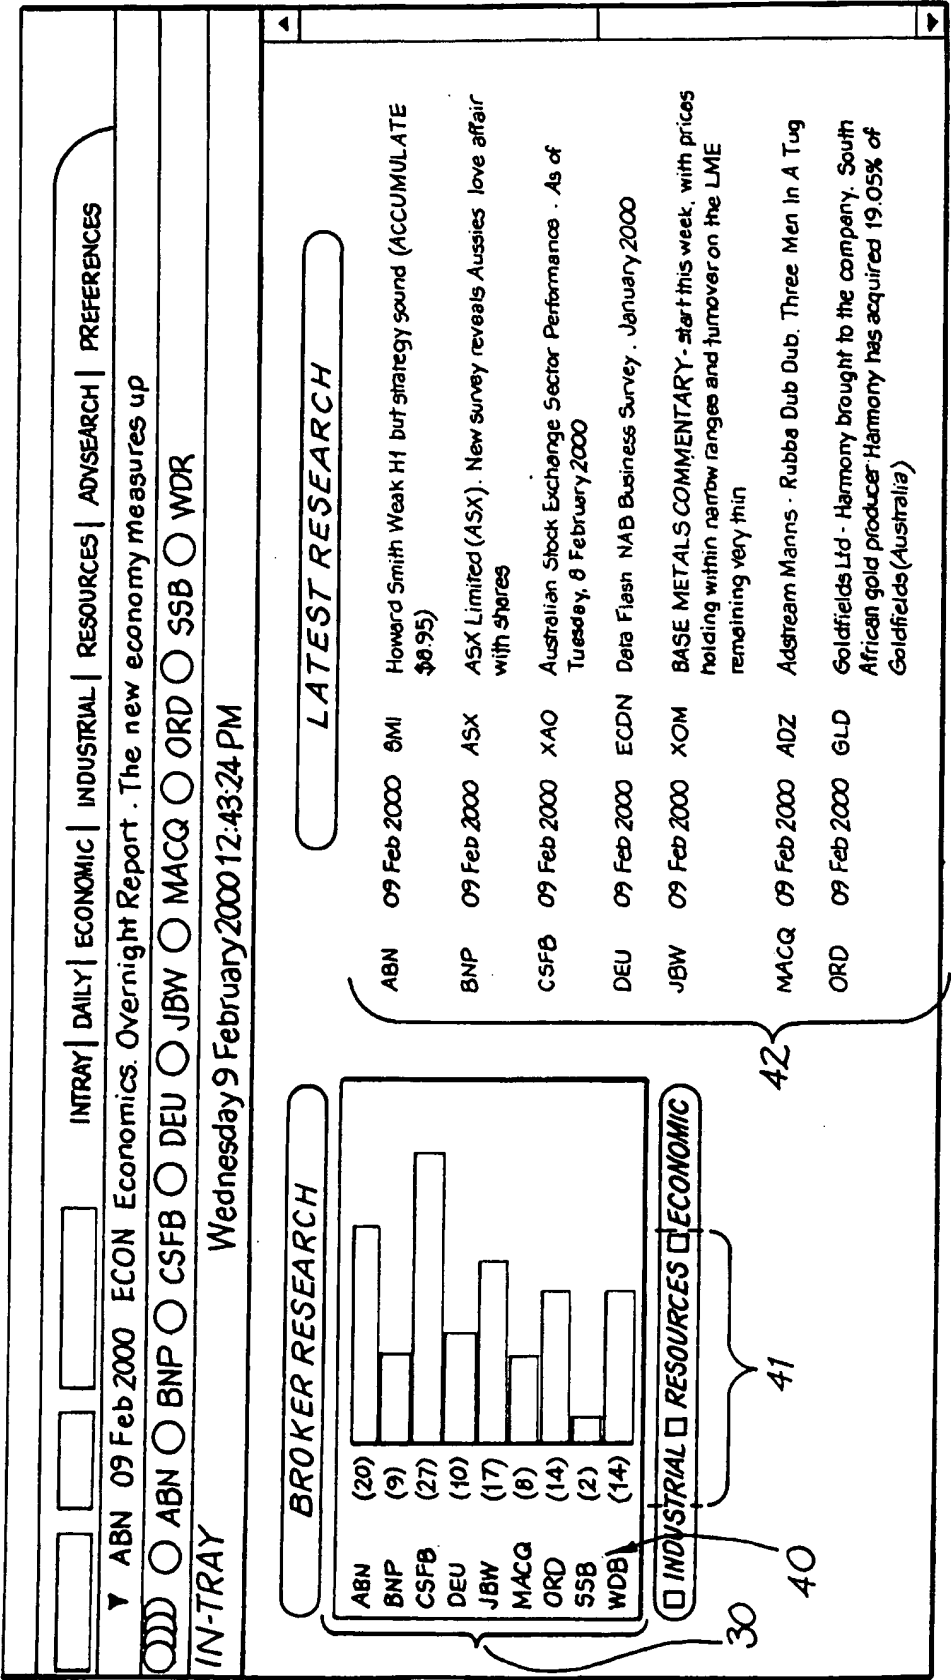 INTRAY| DAILY| ECONOMIC| INDUSTRIAL| RESOURCES| ADVSEARCH| PREFERENCES
▼ ABN 09 Feb 2000 ECON Economics. Overnight Report. The new economy measures up
ABN BNP CSFB DEU JBW MACQ ORD SSB WDR
IN-TRAY Wednesday 9 February 2000 12:43:24 PM
BROKER RESEARCH
ABN (20)
BNP (9)
CSFB (27)
DEU (10)
JBW (17)
MACQ (8)
ORD (14)
SSB (2)
WDB (14)
INDUSTRIAL RESOURCES ECONOMIC
30
40
41
LATEST RESEARCH
ABN 09 Feb 2000 SMI Howard Smith Weak H1 but strategy sound (ACCUMULATE
$8.95)
BNP 09 Feb 2000 ASX ASX Limited (ASX). New survey reveals Aussies love affair
with shares
CSFB 09 Feb 2000 XAO Australian Stock Exchange Sector Performance - As of
Tuesday, 8 February 2000
DEU 09 Feb 2000 ECDN Data Flash NAB Business Survey. January 2000
JBW 09 Feb 2000 XOM BASE METALS COMMENTARY - start this week, with prices
holding within narrow ranges and turnover on the LME
remaining very thin
MACQ 09 Feb 2000 ADZ Adstream Manns - Rubba Dub Dub. Three Men In A Tug
ORD 09 Feb 2000 GLD Goldfields Ltd - Harmony brought to the company. South
African gold producer Harmony has acquired 19.05% of
Goldfields (Australia)
42